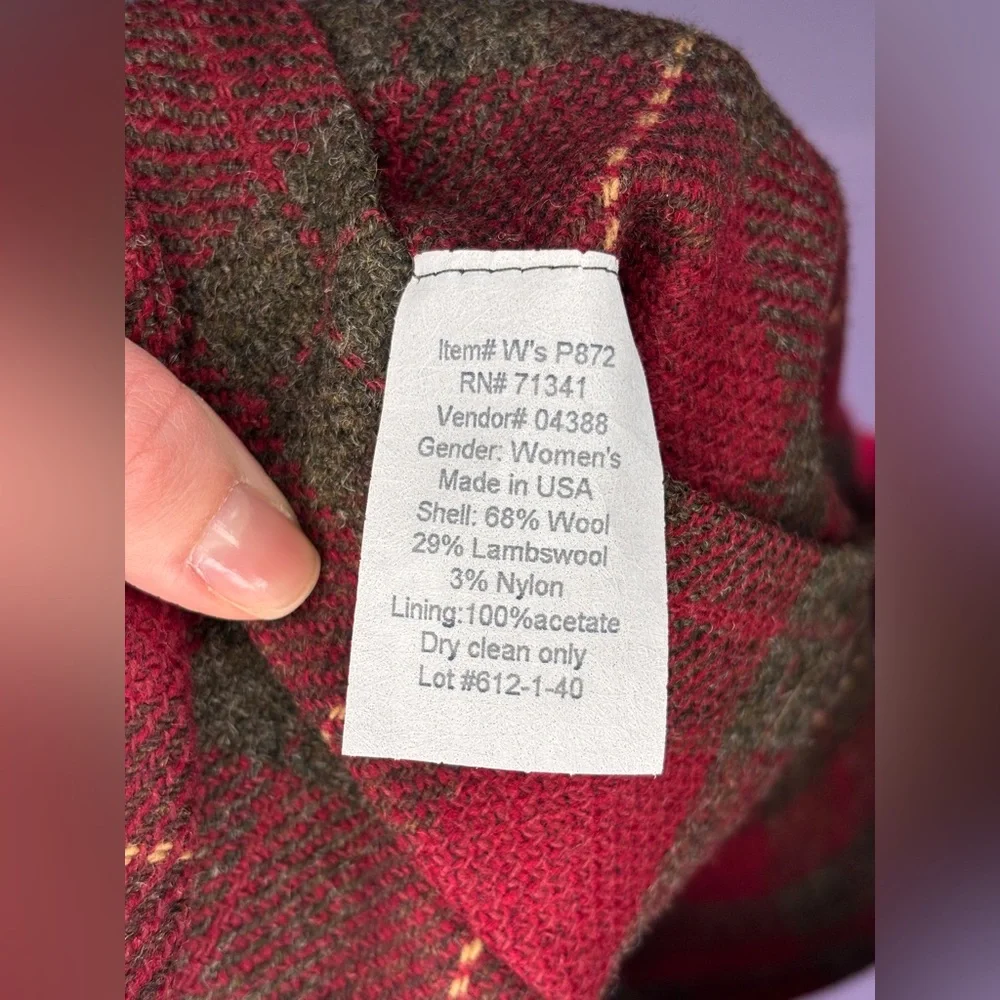 Item# W's P872
RN# 71341
Vendor# 04388
Gender: Women's
Made in USA
Shell: 68% Wool
29% Lambswool
3% Nylon
Lining:100%acetate
Dry clean only
Lot #612-1-40